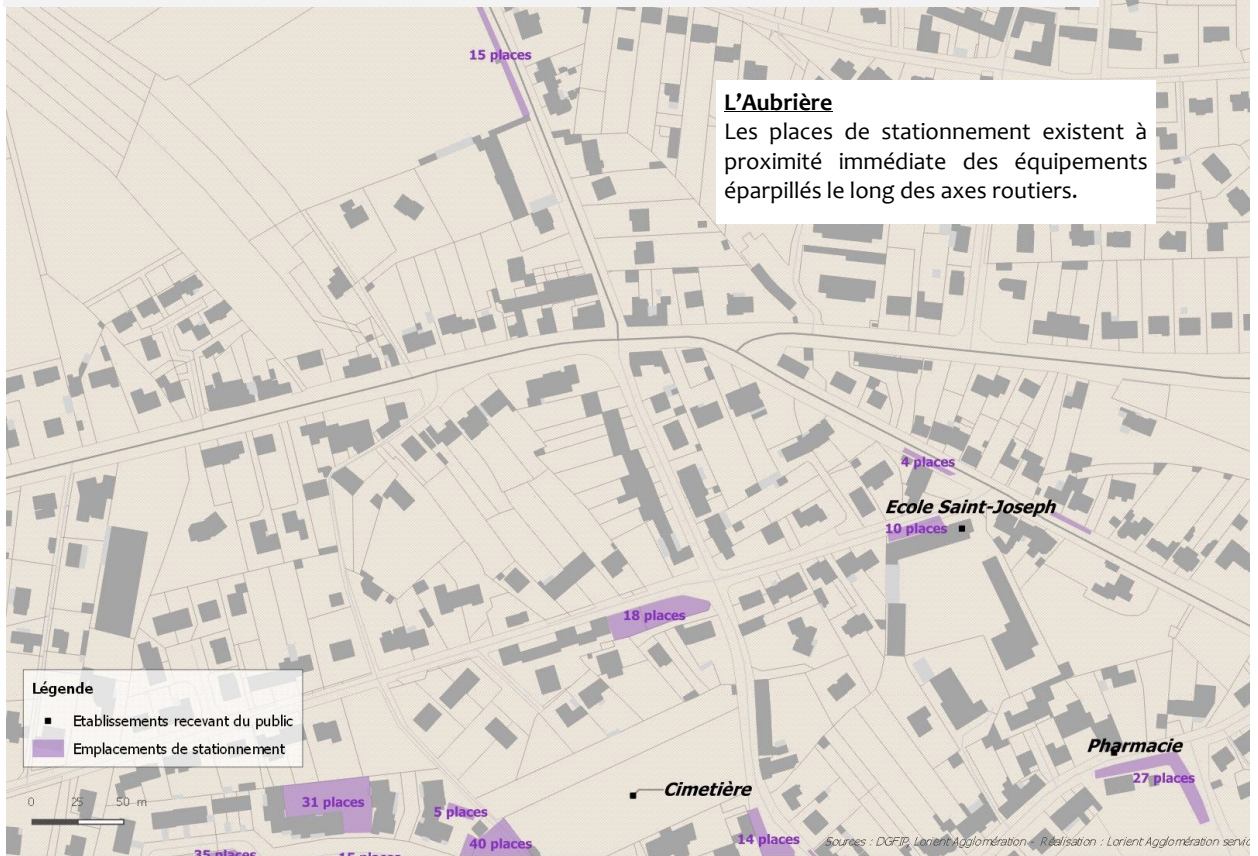 15 places
L'Aubrière
Les places de stationnement existent à
proximité immédiate des équipements
éparpillés le long des axes routiers.
4 places
Ecole Saint-Joseph
10 places
18 places
Légende
Etablissements recevant du public
Emplacements de stationnement
Pharmacie
27 places
Cimetière
0 25 50 m
31 places
5 places
40 places
14 places
35 places
15 places
Sources : DGFIP, Lorient Agglomération - Réalisation : Lorient Agglomération